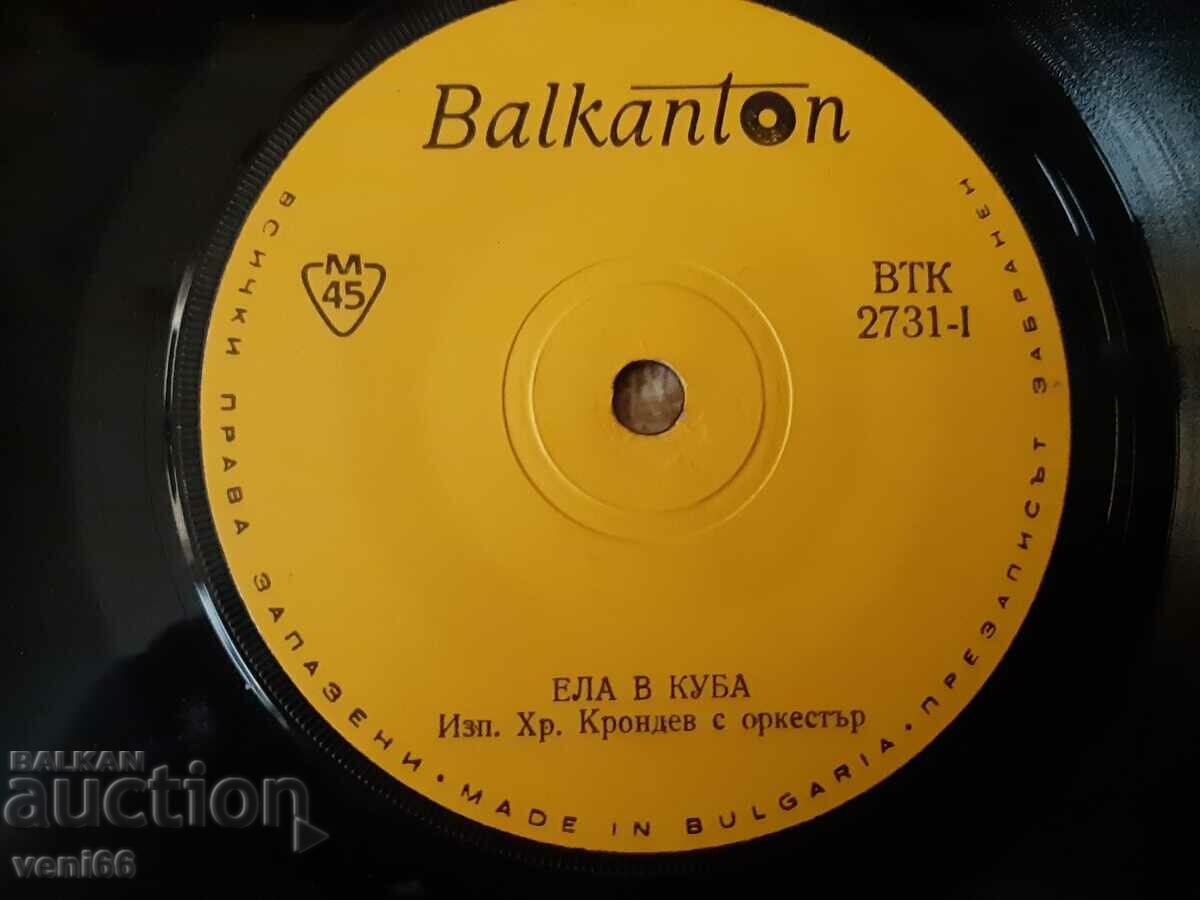 Balkanton
М
45
ВТК
2731-I
ЕЛА В КУБА
Изп. Хр. Крондев с оркестър
ВСИЧКИ ПРАВА ЗАПАЗЕНИ · MADE IN BULGARIA · ПРЕЗАПИСЪТ ЗАБРАНЕН
BALKAN
auction
veni66